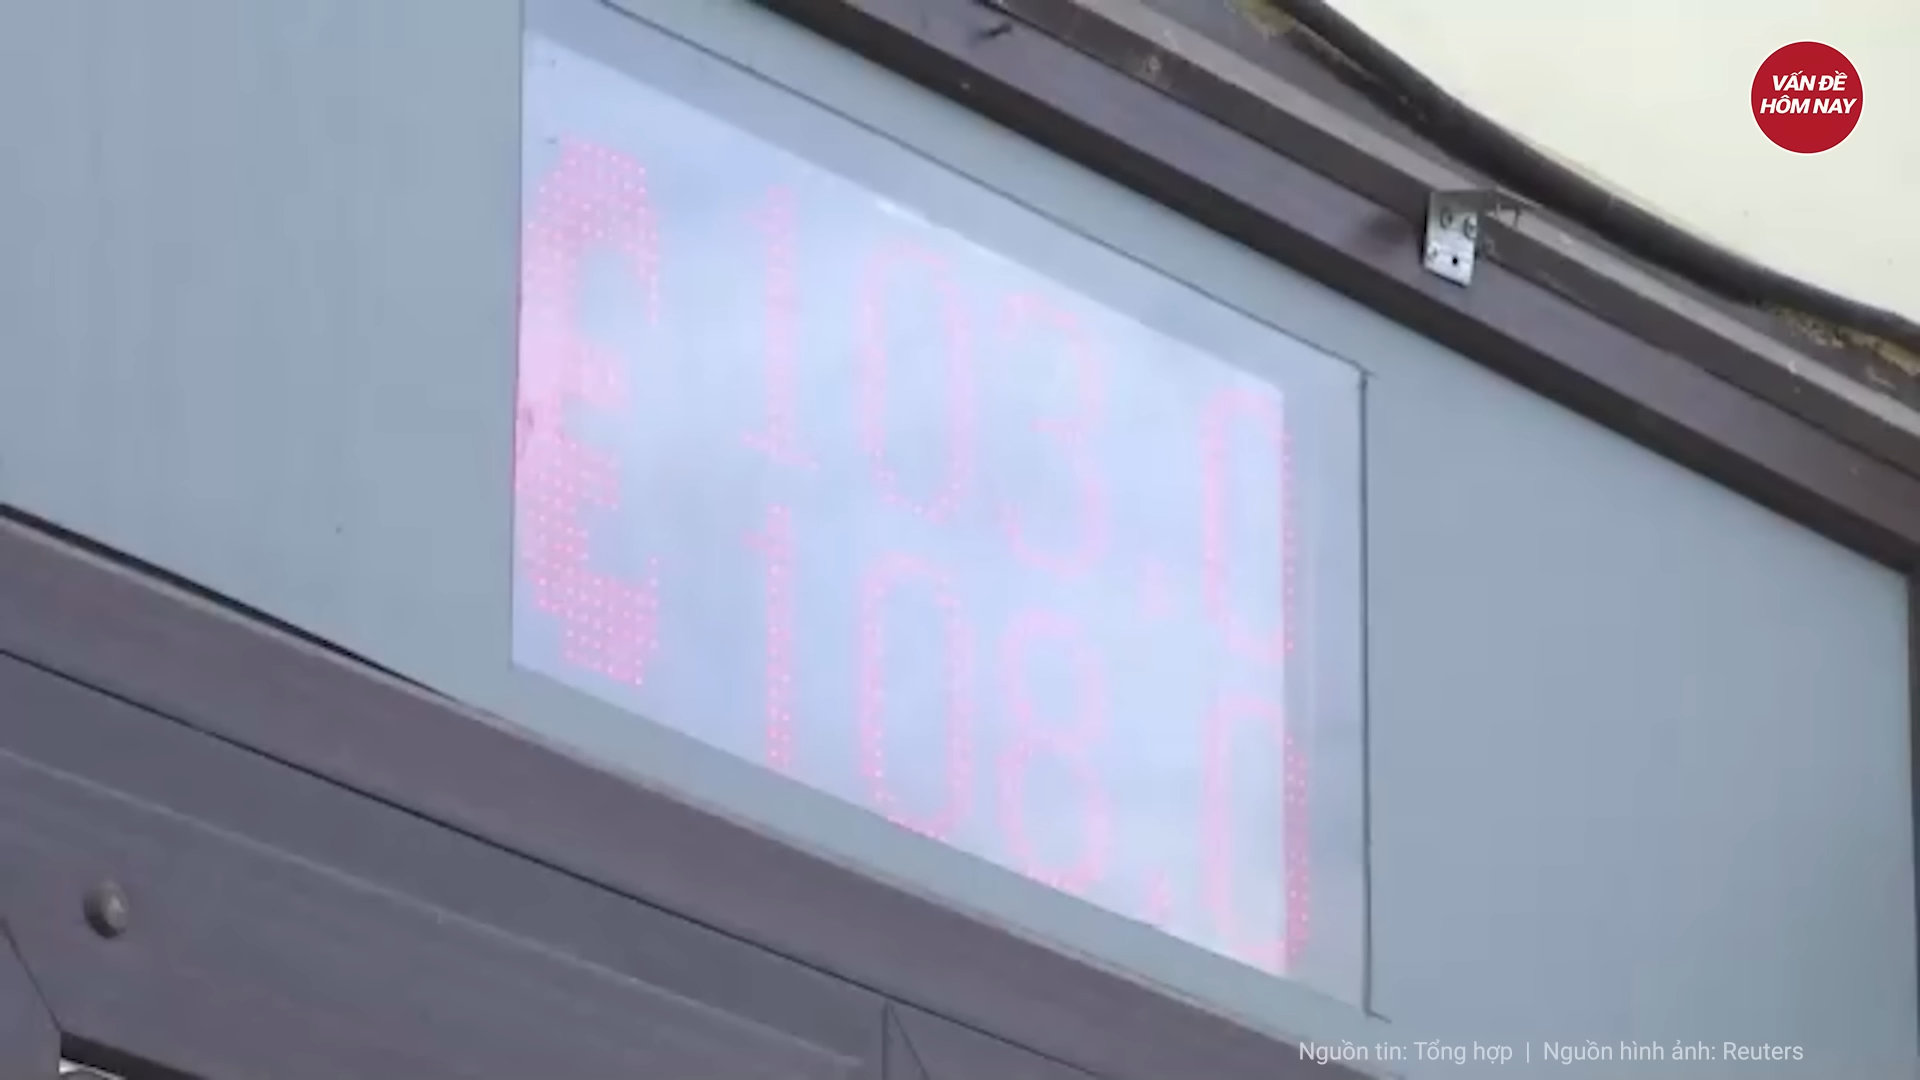 VẤN ĐỀ
HÔM NAY
€ 103,0
108,0
Nguồn tin: Tổng hợp | Nguồn hình ảnh: Reuters